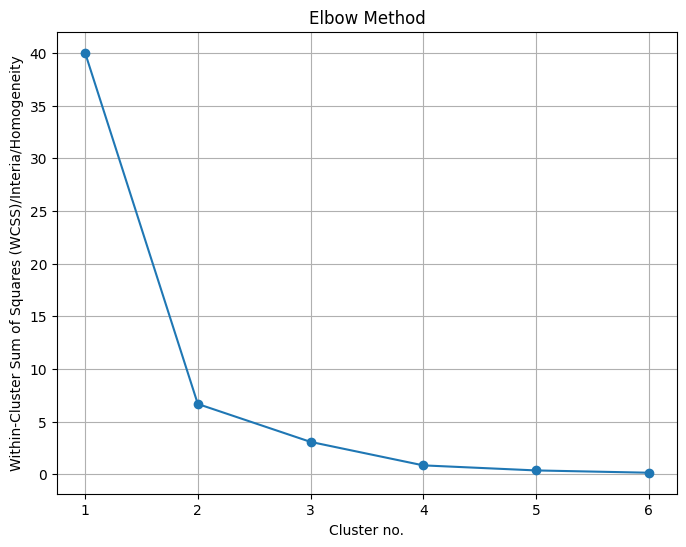 Elbow Method
Within-Cluster Sum of Squares (WCSS)/Interia/Homogeneity
40
35
30
25
20
15
10
5
0
1 2 3 4 5 6
Cluster no.